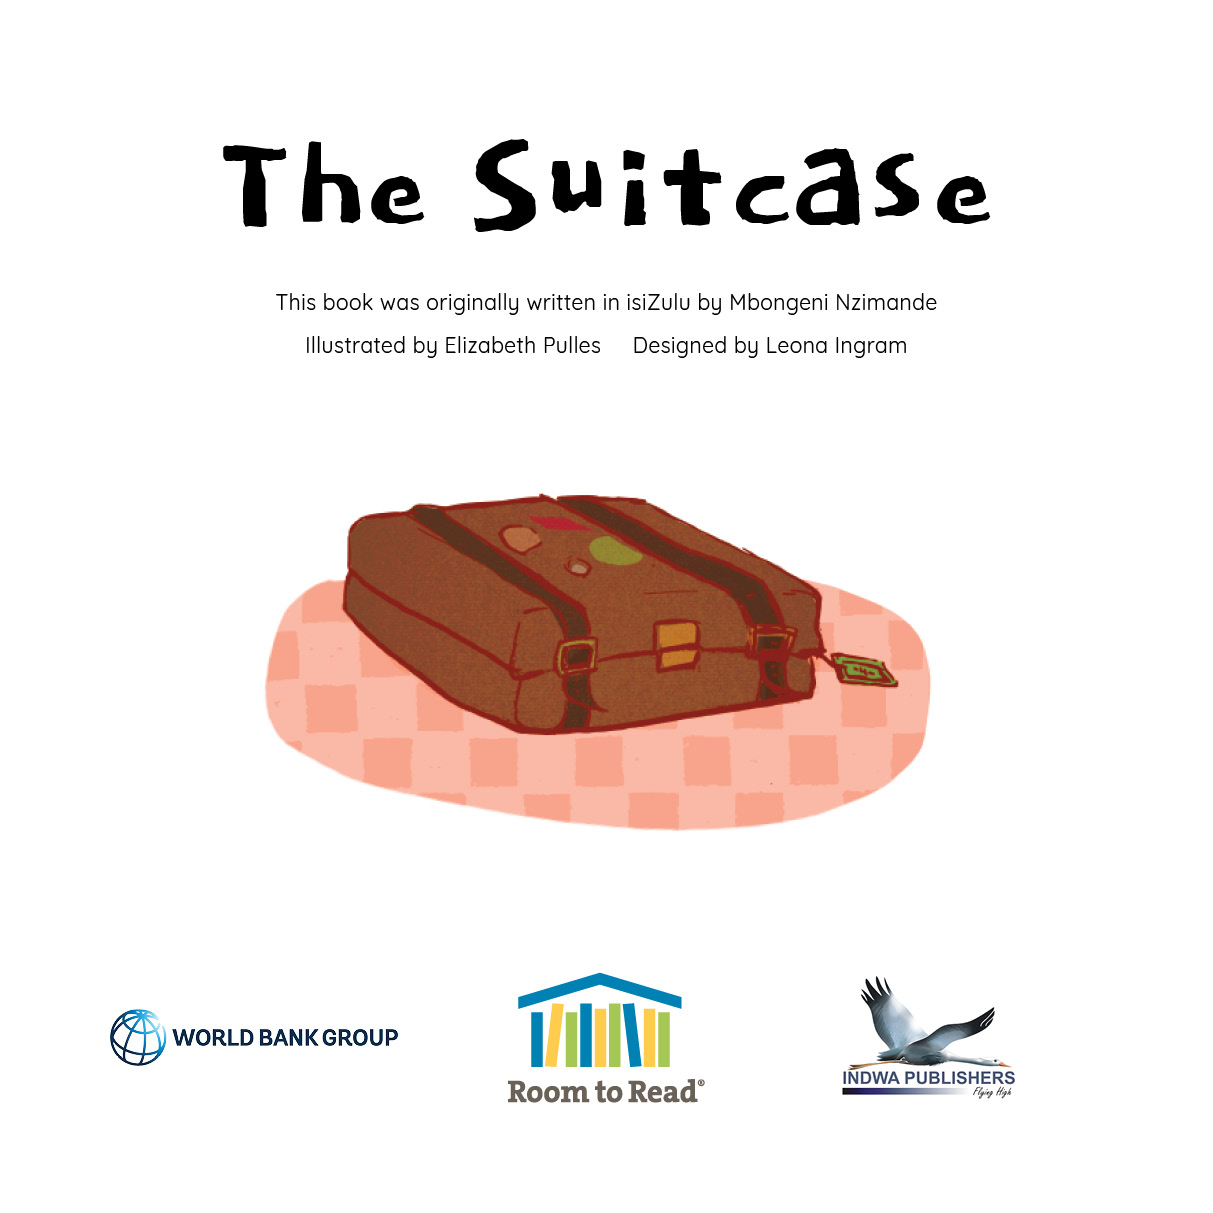 The Suitcase
This book was originally written in isiZulu by Mbongeni Nzimande
Illustrated by Elizabeth Pulles Designed by Leona Ingram
WORLD BANK GROUP
Room to Read®
INDWA PUBLISHERS
Flying High